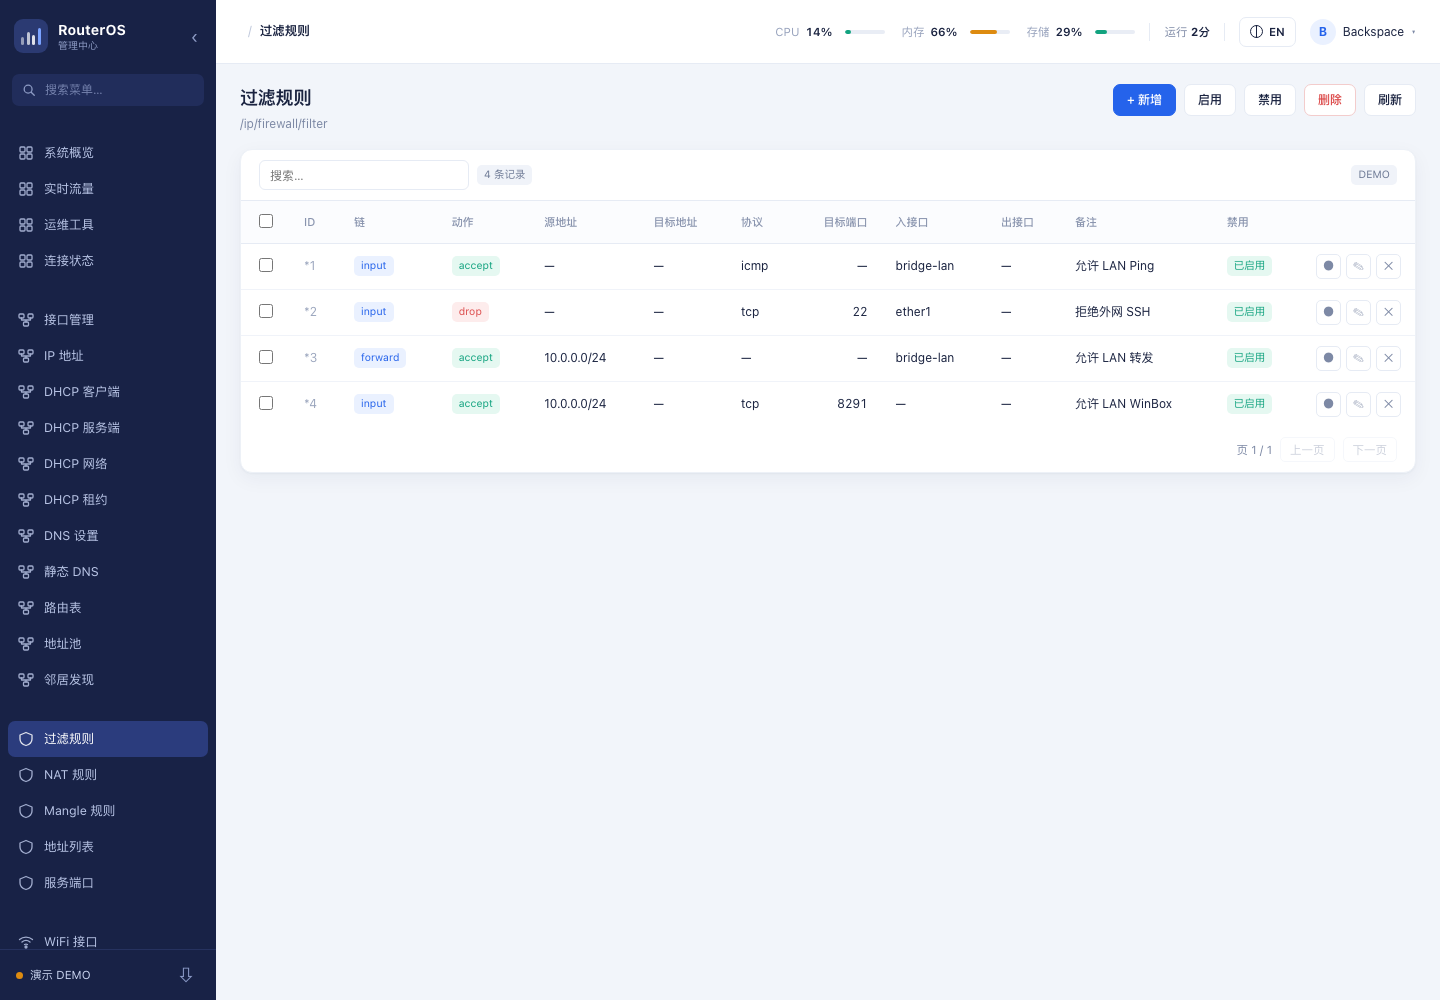 RouterOS
管理中心
‹
搜索菜单...
系统概览
实时流量
运维工具
连接状态
接口管理
IP 地址
DHCP 客户端
DHCP 服务端
DHCP 网络
DHCP 租约
DNS 设置
静态 DNS
路由表
地址池
邻居发现
过滤规则
NAT 规则
Mangle 规则
地址列表
服务端口
WiFi 接口
演示 DEMO
/ 过滤规则
CPU 14% 内存 66% 存储 29% 运行 2分 EN B Backspace
过滤规则
/ip/firewall/filter
+ 新增 启用 禁用 删除 刷新
搜索... 4 条记录 DEMO
ID 链 动作 源地址 目标地址 协议 目标端口 入接口 出接口 备注 禁用
*1 input accept — — icmp — bridge-lan — 允许 LAN Ping 已启用
*2 input drop — — tcp 22 ether1 — 拒绝外网 SSH 已启用
*3 forward accept 10.0.0.0/24 — — — bridge-lan — 允许 LAN 转发 已启用
*4 input accept 10.0.0.0/24 — tcp 8291 — — 允许 LAN WinBox 已启用
页 1 / 1 上一页 下一页